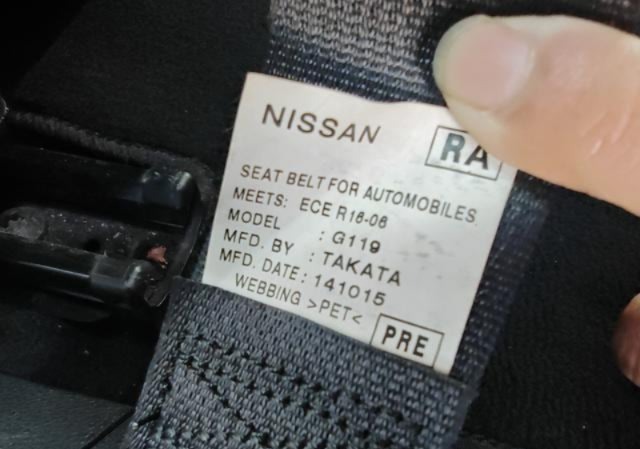 NISSAN
RA
SEAT BELT FOR AUTOMOBILES
MEETS: ECE R16-06
MODEL : G119
MFD. BY : TAKATA
MFD. DATE : 141015
WEBBING >PET<
PRE